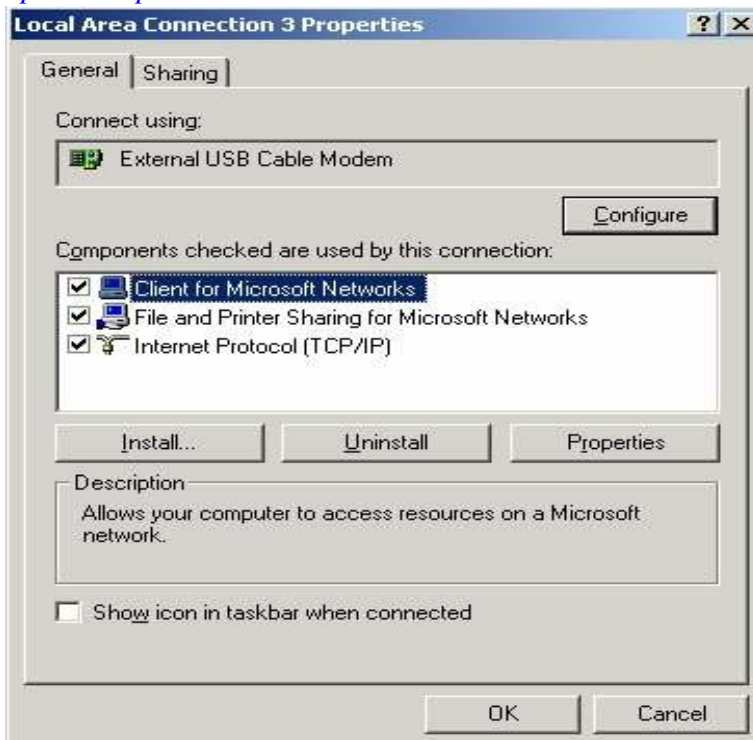 Local Area Connection 3 Properties
General Sharing
Connect using:
External USB Cable Modem
Configure
Components checked are used by this connection:
Client for Microsoft Networks
File and Printer Sharing for Microsoft Networks
Internet Protocol (TCP/IP)
Install... Uninstall Properties
Description
Allows your computer to access resources on a Microsoft
network.
Show icon in taskbar when connected
OK Cancel